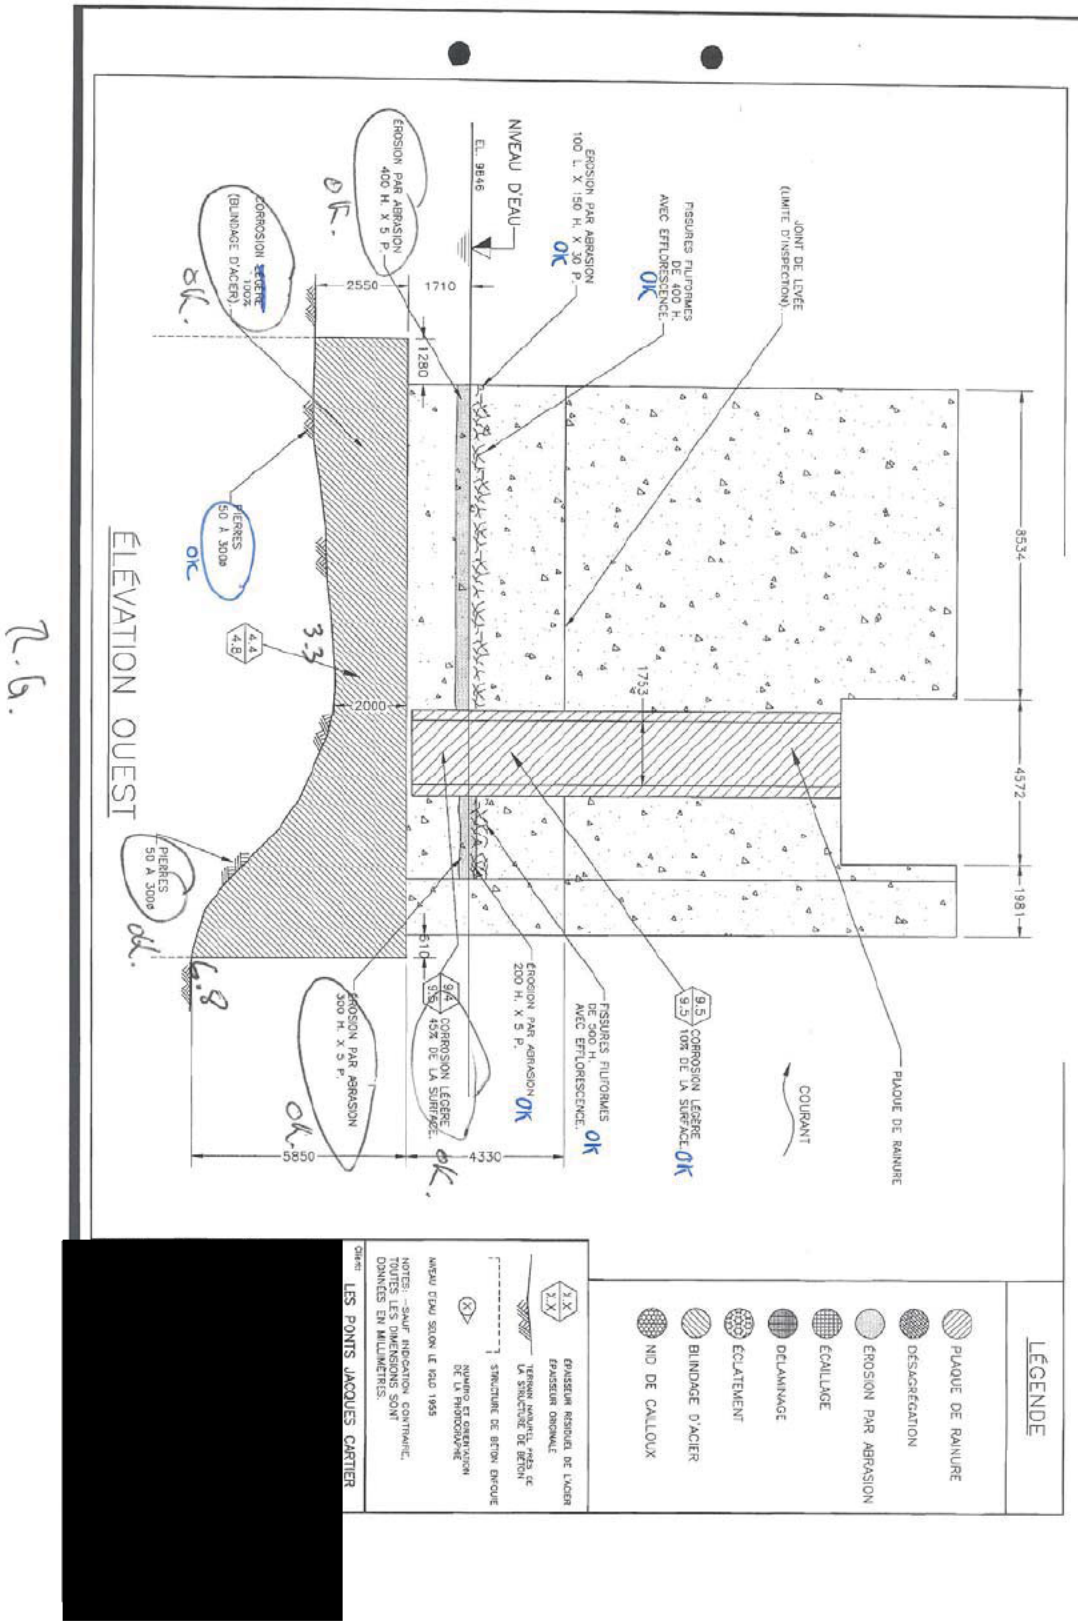 8534
4572
1981
JOINT DE LEVÉE
(LIMITE D'INSPECTION)
FISSURES FILIFORMES
DE 400 H.
AVEC EFFLORESCENCE.
OK
ÉROSION PAR ABRASION
100 L. X 150 H. X 30 P.
OK
NIVEAU D'EAU
EL. 9846
ÉROSION PAR ABRASION
400 H. X 5 P.
OK.
CORROSION LÉGÈRE
100%
(BLINDAGE D'ACIER)
OK.
2550
1710
1280
1753
2000
PIERRES
50 À 300ø
OK
4.4
4.8
3.3
PLAQUE DE RAINURE
COURANT
9.5
9.5
CORROSION LÉGÈRE
10% DE LA SURFACE
OK
FISSURES FILIFORMES
DE 500 H.
AVEC EFFLORESCENCE.
OK
ÉROSION PAR ABRASION
200 H. X 5 P.
OK
9.4
9.5
CORROSION LÉGÈRE
45% DE LA SURFACE.
OK.
610
ÉROSION PAR ABRASION
300 H. X 5 P.
OK.
4330
5850
PIERRES
50 À 300ø
OK.
6.8
ÉLÉVATION OUEST
LÉGENDE
PLAQUE DE RAINURE
DÉSAGRÉGATION
ÉROSION PAR ABRASION
ÉCAILLAGE
DÉLAMINAGE
ÉCLATEMENT
BLINDAGE D'ACIER
NID DE CAILLOUX
X.X
X.X
ÉPAISSEUR RÉSIDUEL DE L'ACIER
ÉPAISSEUR ORIGINALE
TERRAIN NATUREL PRÈS DE
LA STRUCTURE DE BÉTON
STRUCTURE DE BÉTON ENFOUIE
X
NUMÉRO ET ORIENTATION
DE LA PHOTOGRAPHIE
NIVEAU D'EAU SELON LE IGLD 1955
NOTES: -SAUF INDICATION CONTRAIRE,
TOUTES LES DIMENSIONS SONT
DONNÉES EN MILLIMÈTRES.
Client:
LES PONTS JACQUES CARTIER